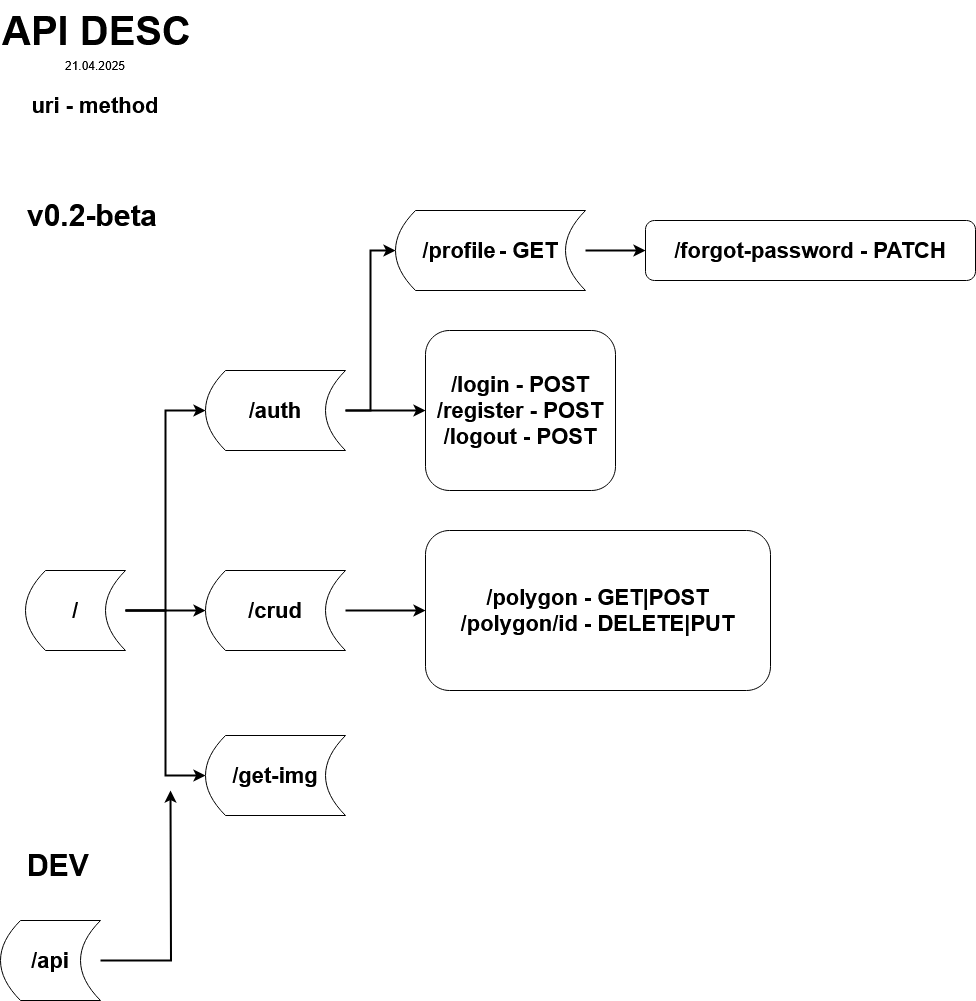 API DESC
21.04.2025
uri - method
v0.2-beta
/profile - GET
/forgot-password - PATCH
/auth
/login - POST
/register - POST
/logout - POST
/
/crud
/polygon - GET|POST
/polygon/id - DELETE|PUT
/get-img
DEV
/api